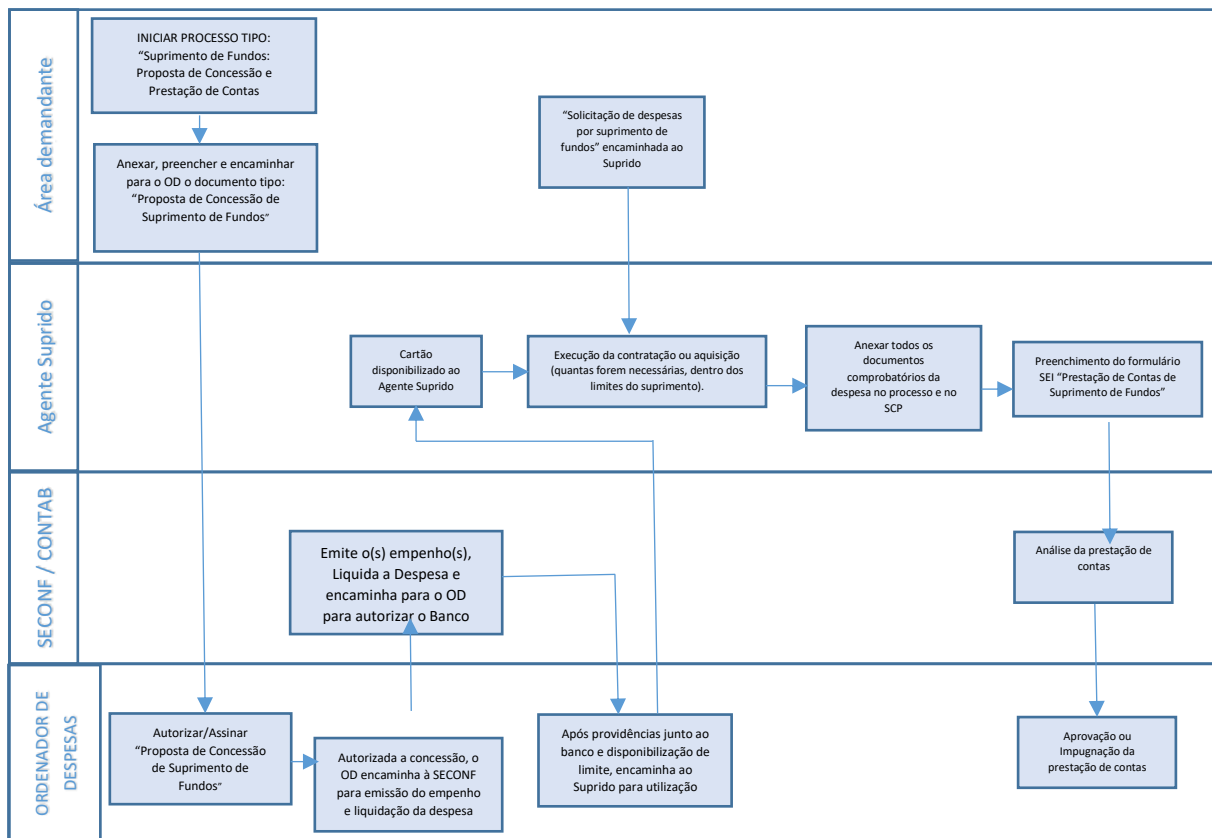 Área demandante
INICIAR PROCESSO TIPO:
“Suprimento de Fundos:
Proposta de Concessão e
Prestação de Contas
Anexar, preencher e encaminhar
para o OD o documento tipo:
“Proposta de Concessão de
Suprimento de Fundos”
“Solicitação de despesas
por suprimento de
fundos” encaminhada ao
Suprido
Agente Suprido
Cartão
disponibilizado ao
Agente Suprido
Execução da contratação ou aquisição
(quantas forem necessárias, dentro dos
limites do suprimento).
Anexar todos os
documentos
comprobatórios da
despesa no processo e no
SCP
Preenchimento do formulário
SEI “Prestação de Contas de
Suprimento de Fundos”
SECONF / CONTAB
Emite o(s) empenho(s),
Liquida a Despesa e
encaminha para o OD
para autorizar o Banco
Análise da prestação de
contas
ORDENADOR DE
DESPESAS
Autorizar/Assinar
“Proposta de Concessão
de Suprimento de
Fundos”
Autorizada a concessão, o
OD encaminha à SECONF
para emissão do empenho
e liquidação da despesa
Após providências junto ao
banco e disponibilização de
limite, encaminha ao
Suprido para utilização
Aprovação ou
Impugnação da
prestação de contas